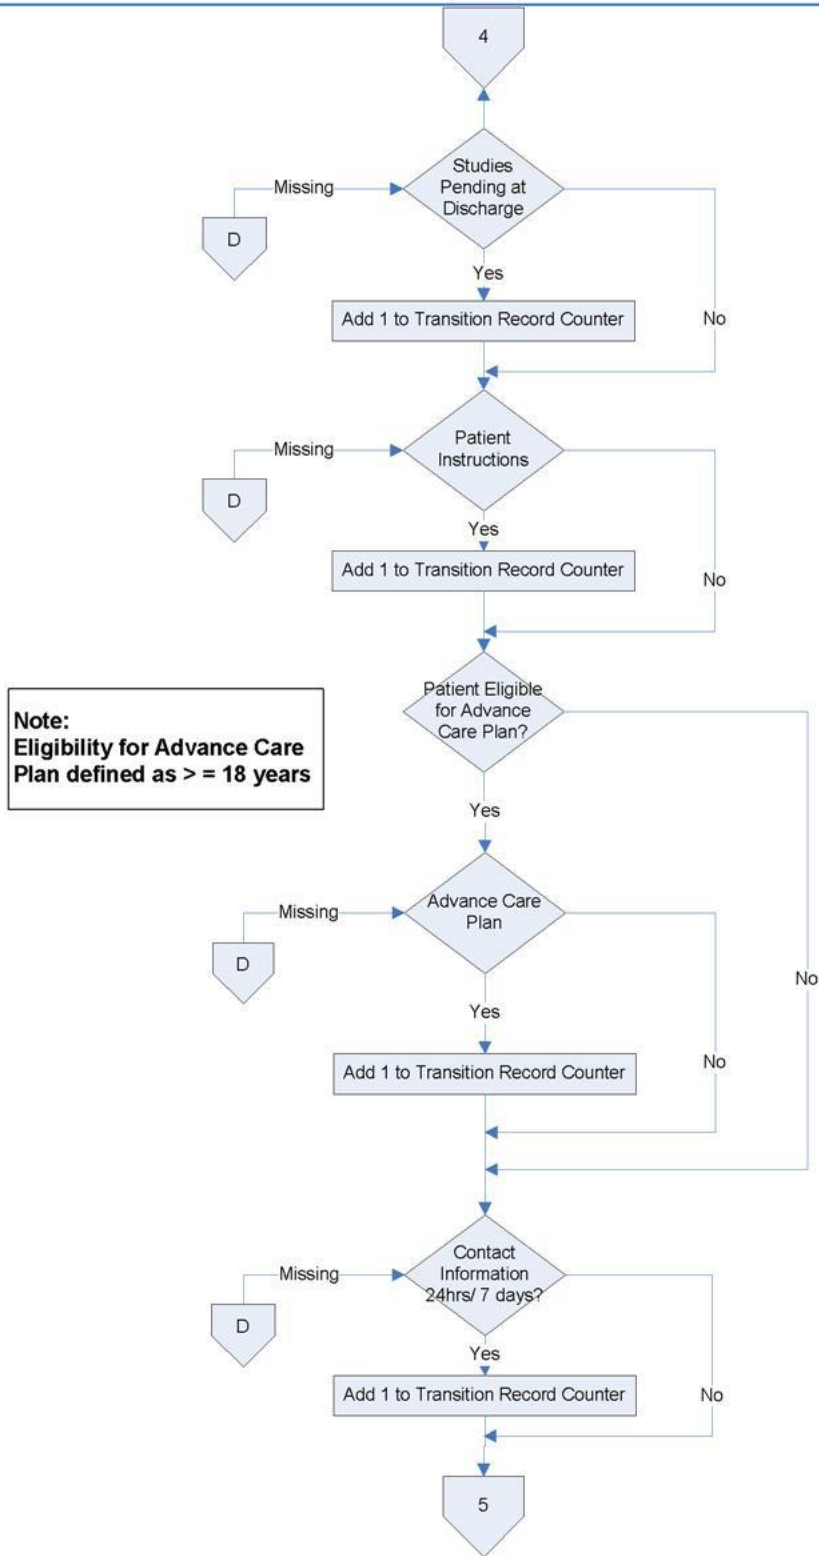 4
Studies
Pending at
Discharge
Missing
D
Yes
Add 1 to Transition Record Counter
No
Patient
Instructions
Missing
D
Yes
Add 1 to Transition Record Counter
No
Patient Eligible
for Advance
Care Plan?
Note:
Eligibility for Advance Care
Plan defined as > = 18 years
Yes
Advance Care
Plan
Missing
D
No
Yes
Add 1 to Transition Record Counter
No
Contact
Information
24hrs/ 7 days?
Missing
D
Yes
Add 1 to Transition Record Counter
No
5